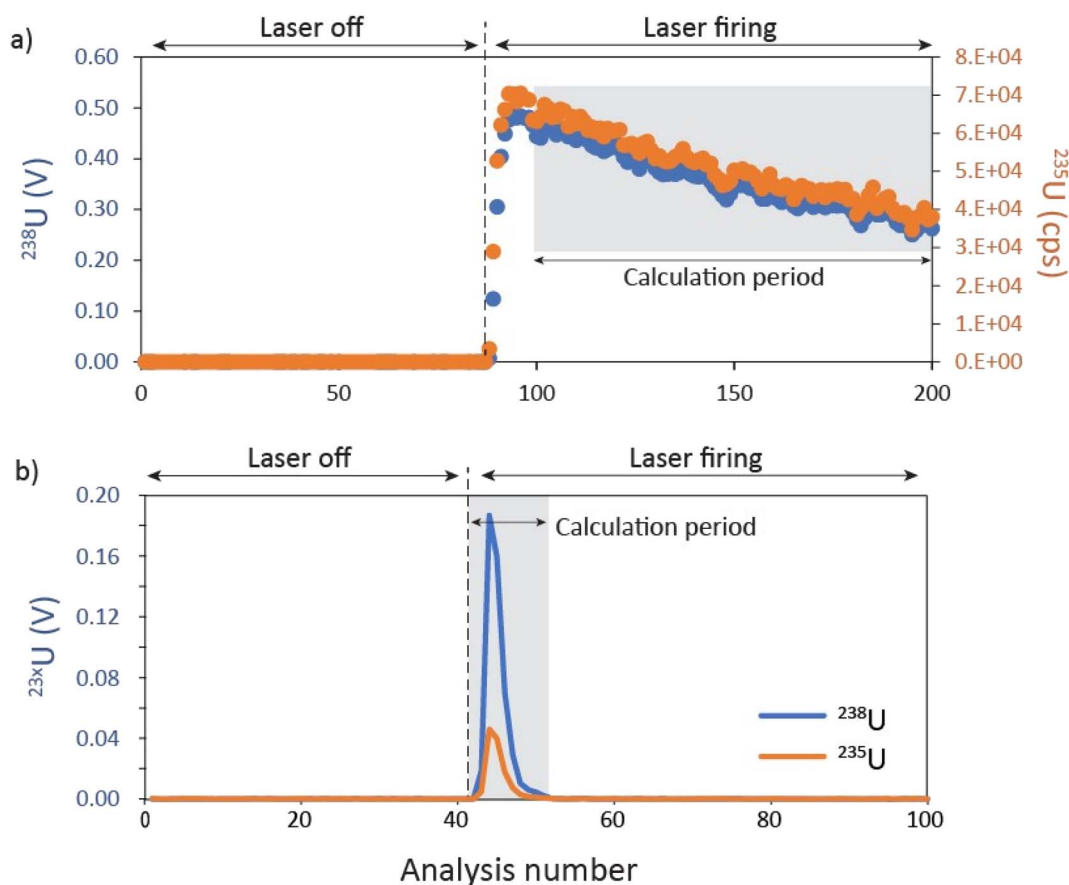 a)
Laser off
Laser firing
0.60
0.50
0.40
0.30
0.20
0.10
0.00
²³⁸U (V)
8.E+04
7.E+04
6.E+04
5.E+04
4.E+04
3.E+04
2.E+04
1.E+04
0.E+00
²³⁵U (cps)
Calculation period
0 50 100 150 200
b)
Laser off
Laser firing
0.20
0.16
0.12
0.08
0.04
0.00
²³ˣU (V)
Calculation period
²³⁸U
²³⁵U
0 20 40 60 80 100
Analysis number